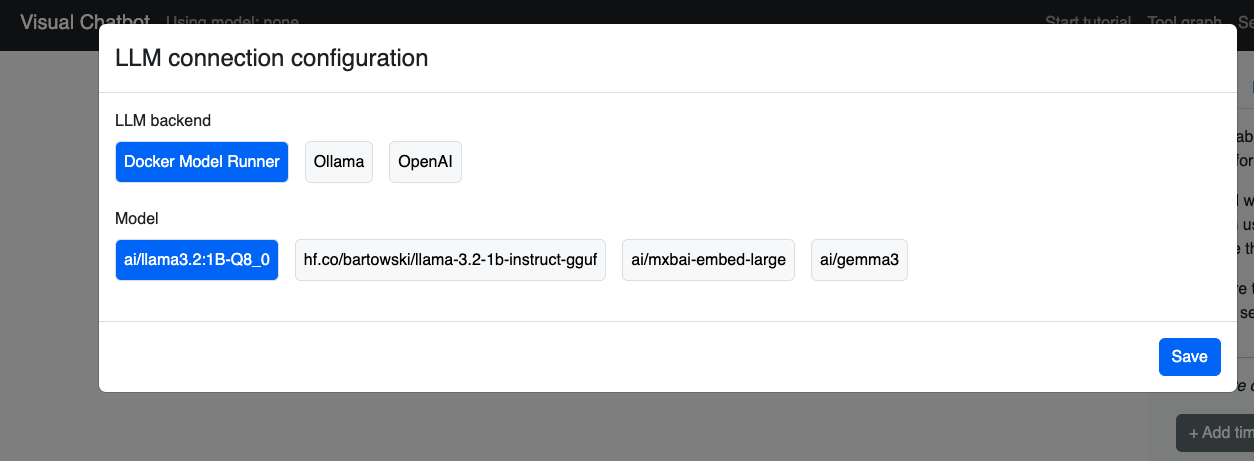 Visual Chatbot Using model: none Start tutorial Tool graph
LLM connection configuration
LLM backend
Docker Model Runner Ollama OpenAI
Model
ai/llama3.2:1B-Q8_0 hf.co/bartowski/llama-3.2-1b-instruct-gguf ai/mxbai-embed-large ai/gemma3
Save
+ Add tim